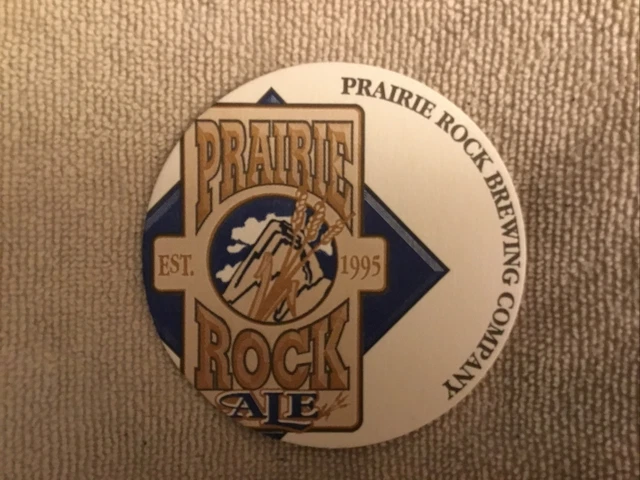 PRAIRIE
EST. 1995
ROCK
ALE
PRAIRIE ROCK BREWING COMPANY